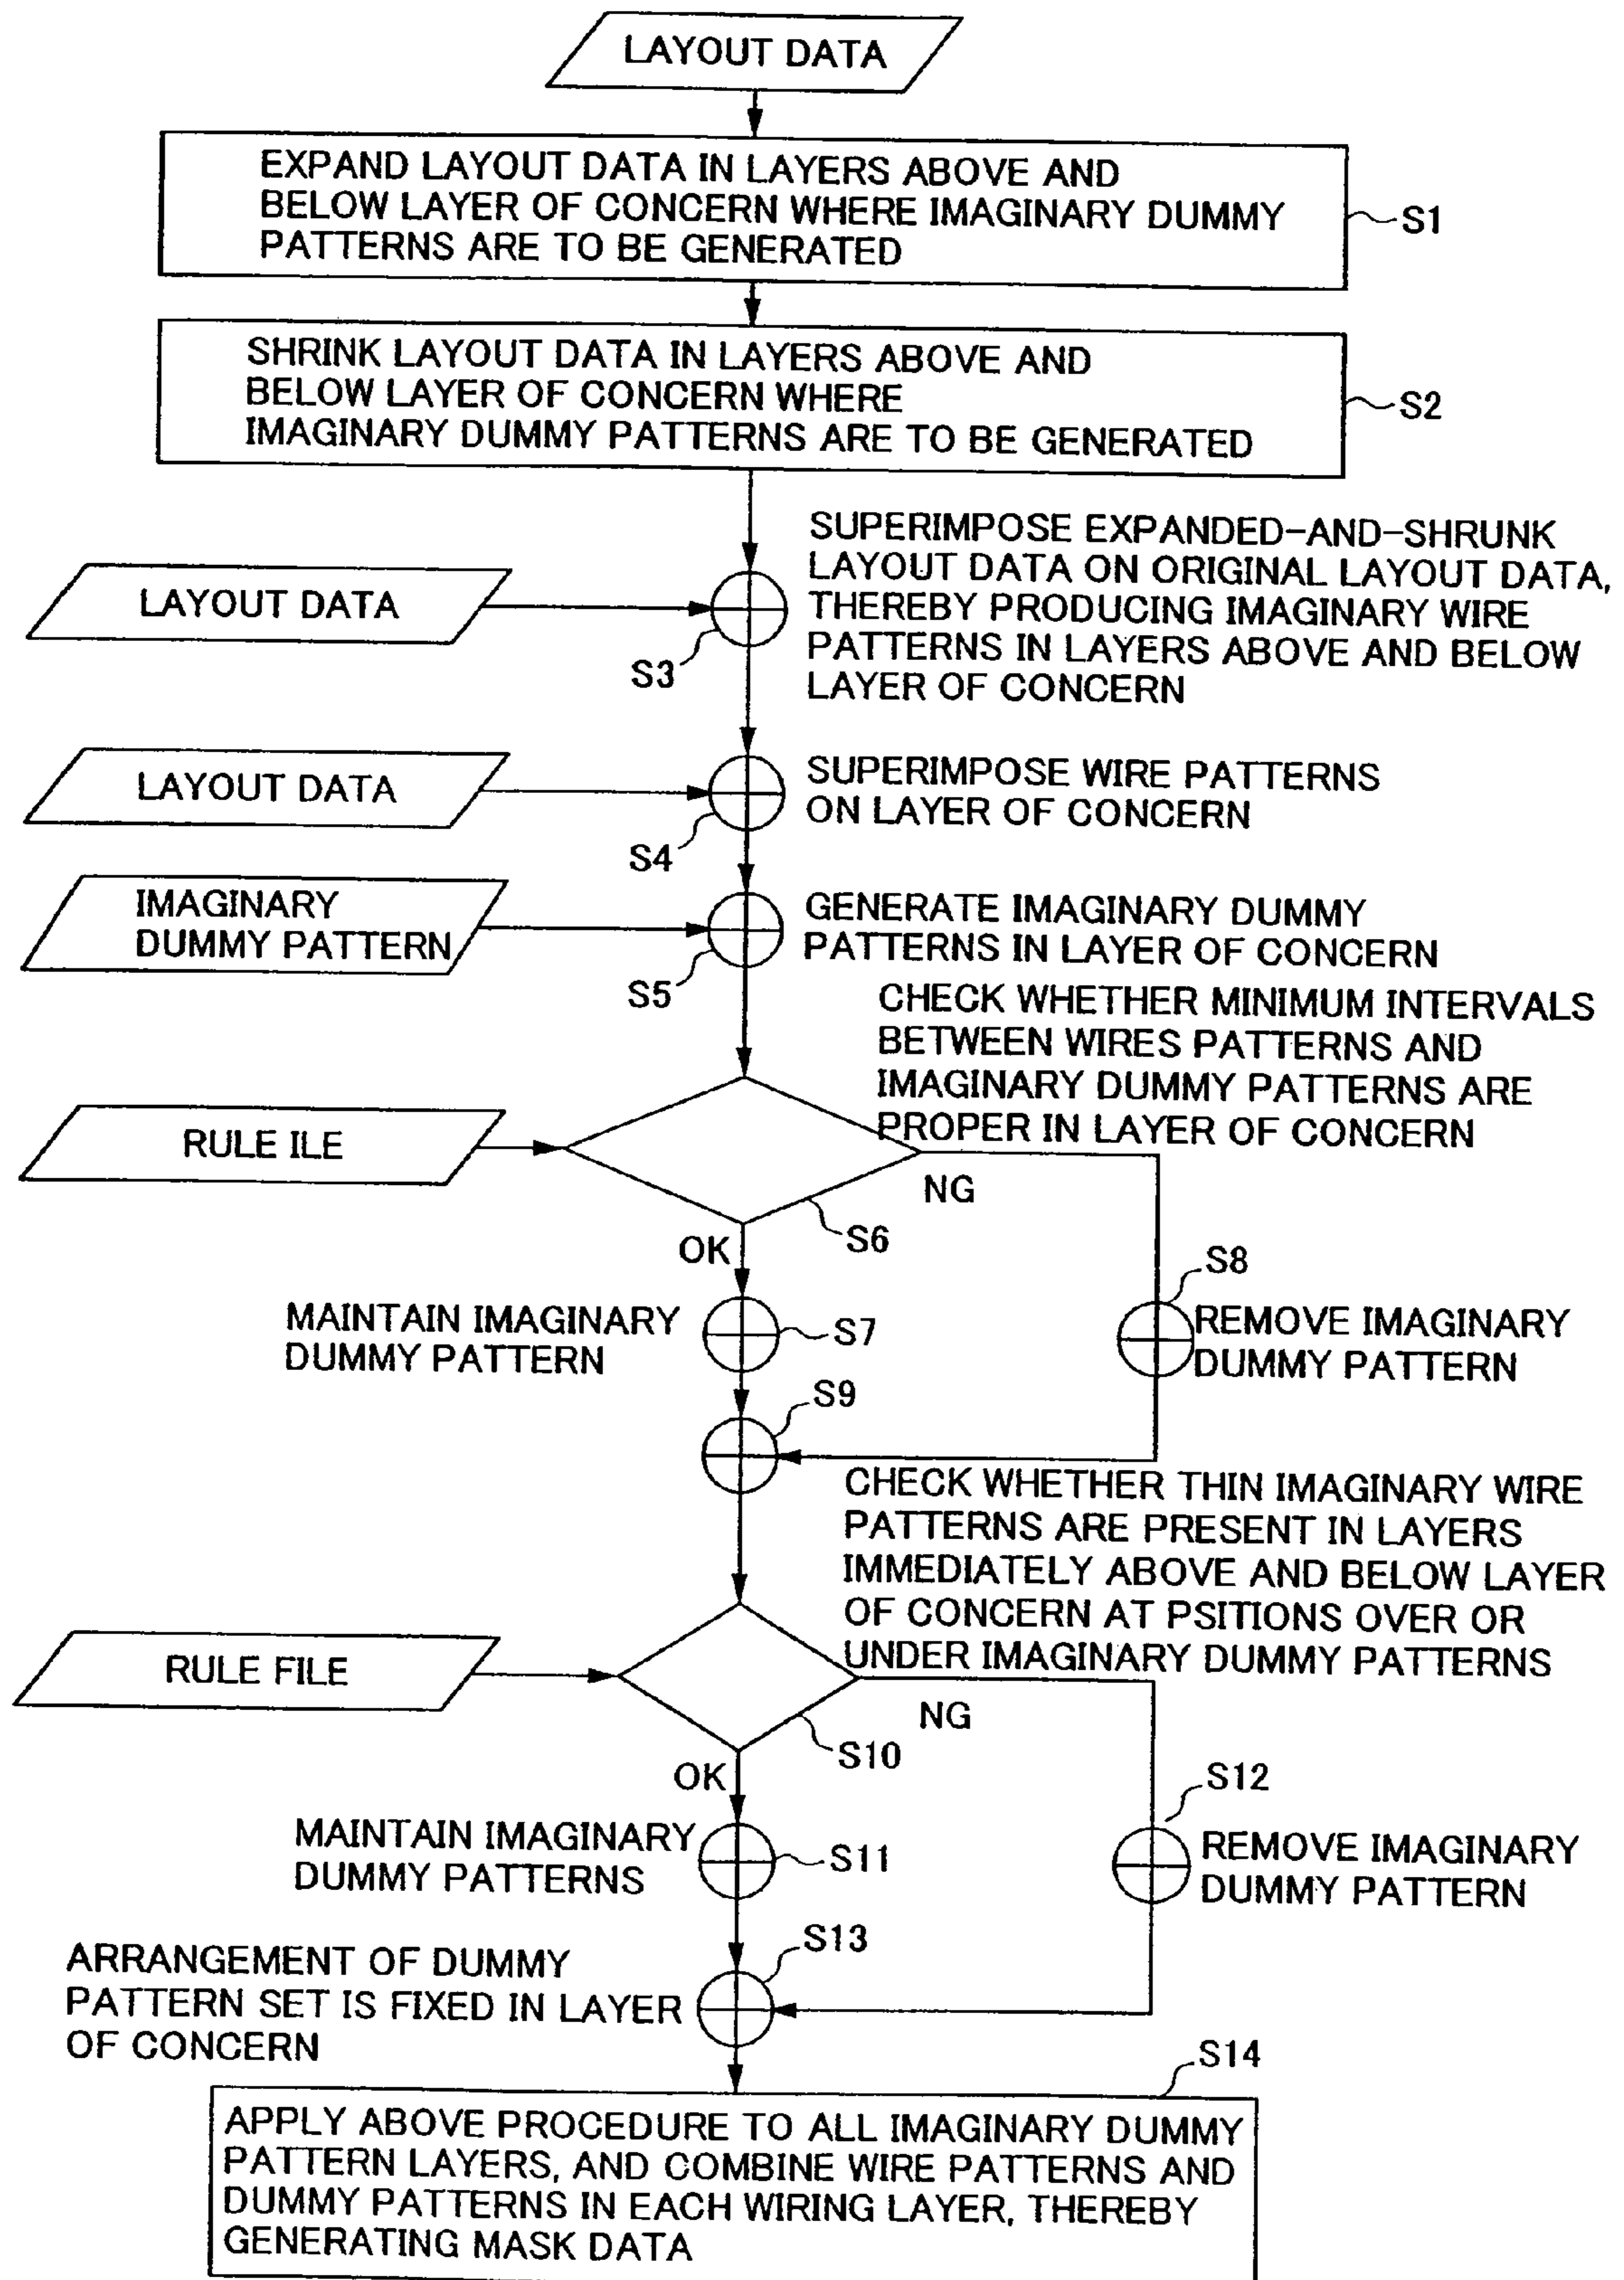 LAYOUT DATA
EXPAND LAYOUT DATA IN LAYERS ABOVE AND
BELOW LAYER OF CONCERN WHERE IMAGINARY DUMMY
PATTERNS ARE TO BE GENERATED
S1
SHRINK LAYOUT DATA IN LAYERS ABOVE AND
BELOW LAYER OF CONCERN WHERE
IMAGINARY DUMMY PATTERNS ARE TO BE GENERATED
S2
SUPERIMPOSE EXPANDED-AND-SHRUNK
LAYOUT DATA ON ORIGINAL LAYOUT DATA,
THEREBY PRODUCING IMAGINARY WIRE
PATTERNS IN LAYERS ABOVE AND BELOW
LAYER OF CONCERN
LAYOUT DATA
S3
LAYOUT DATA
SUPERIMPOSE WIRE PATTERNS
ON LAYER OF CONCERN
S4
IMAGINARY
DUMMY PATTERN
GENERATE IMAGINARY DUMMY
PATTERNS IN LAYER OF CONCERN
S5
CHECK WHETHER MINIMUM INTERVALS
BETWEEN WIRES PATTERNS AND
IMAGINARY DUMMY PATTERNS ARE
PROPER IN LAYER OF CONCERN
RULE ILE
NG
S6
OK
S8
MAINTAIN IMAGINARY
DUMMY PATTERN
S7
REMOVE IMAGINARY
DUMMY PATTERN
S9
CHECK WHETHER THIN IMAGINARY WIRE
PATTERNS ARE PRESENT IN LAYERS
IMMEDIATELY ABOVE AND BELOW LAYER
OF CONCERN AT PSITIONS OVER OR
UNDER IMAGINARY DUMMY PATTERNS
RULE FILE
NG
S10
OK
S12
MAINTAIN IMAGINARY
DUMMY PATTERNS
S11
REMOVE IMAGINARY
DUMMY PATTERN
S13
ARRANGEMENT OF DUMMY
PATTERN SET IS FIXED IN LAYER
OF CONCERN
S14
APPLY ABOVE PROCEDURE TO ALL IMAGINARY DUMMY
PATTERN LAYERS, AND COMBINE WIRE PATTERNS AND
DUMMY PATTERNS IN EACH WIRING LAYER, THEREBY
GENERATING MASK DATA